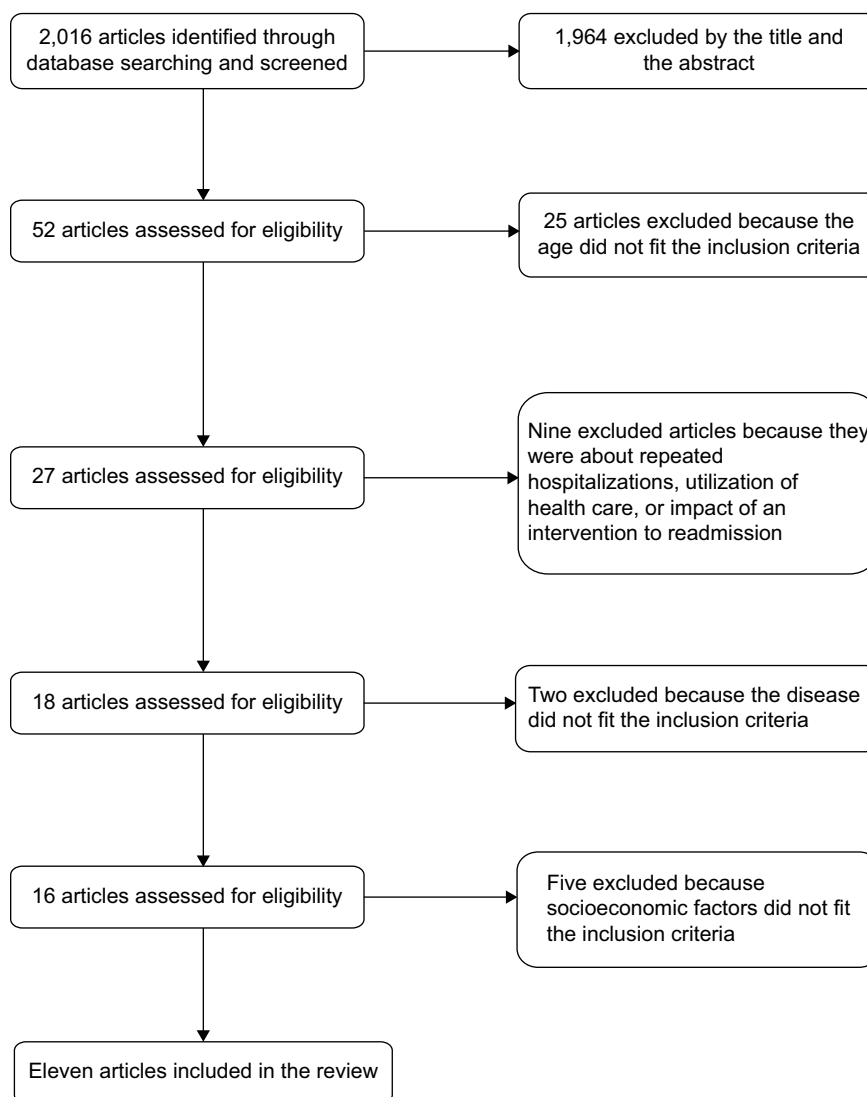 2,016 articles identified through
database searching and screened
1,964 excluded by the title and
the abstract
52 articles assessed for eligibility
25 articles excluded because the
age did not fit the inclusion criteria
27 articles assessed for eligibility
Nine excluded articles because they
were about repeated
hospitalizations, utilization of
health care, or impact of an
intervention to readmission
18 articles assessed for eligibility
Two excluded because the disease
did not fit the inclusion criteria
16 articles assessed for eligibility
Five excluded because
socioeconomic factors did not fit
the inclusion criteria
Eleven articles included in the review